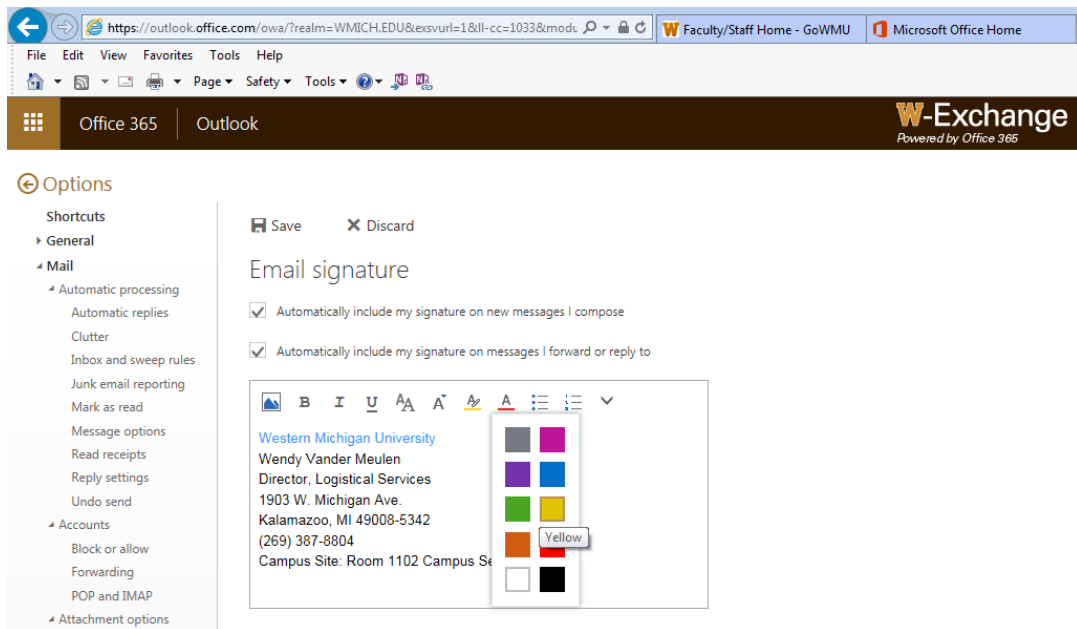 https://outlook.office.com/owa/?realm=WMICH.EDU&exsvurl=1&ll-cc=1033&modu
Faculty/Staff Home - GoWMU
Microsoft Office Home
File Edit View Favorites Tools Help
Page Safety Tools
Office 365 Outlook
W-Exchange
Powered by Office 365
Options
Shortcuts
General
Mail
Automatic processing
Automatic replies
Clutter
Inbox and sweep rules
Junk email reporting
Mark as read
Message options
Read receipts
Reply settings
Undo send
Accounts
Block or allow
Forwarding
POP and IMAP
Attachment options
Save Discard
Email signature
Automatically include my signature on new messages I compose
Automatically include my signature on messages I forward or reply to
B I U AA A A A
Western Michigan University
Wendy Vander Meulen
Director, Logistical Services
1903 W. Michigan Ave.
Kalamazoo, MI 49008-5342
(269) 387-8804
Campus Site: Room 1102 Campus Se
Yellow